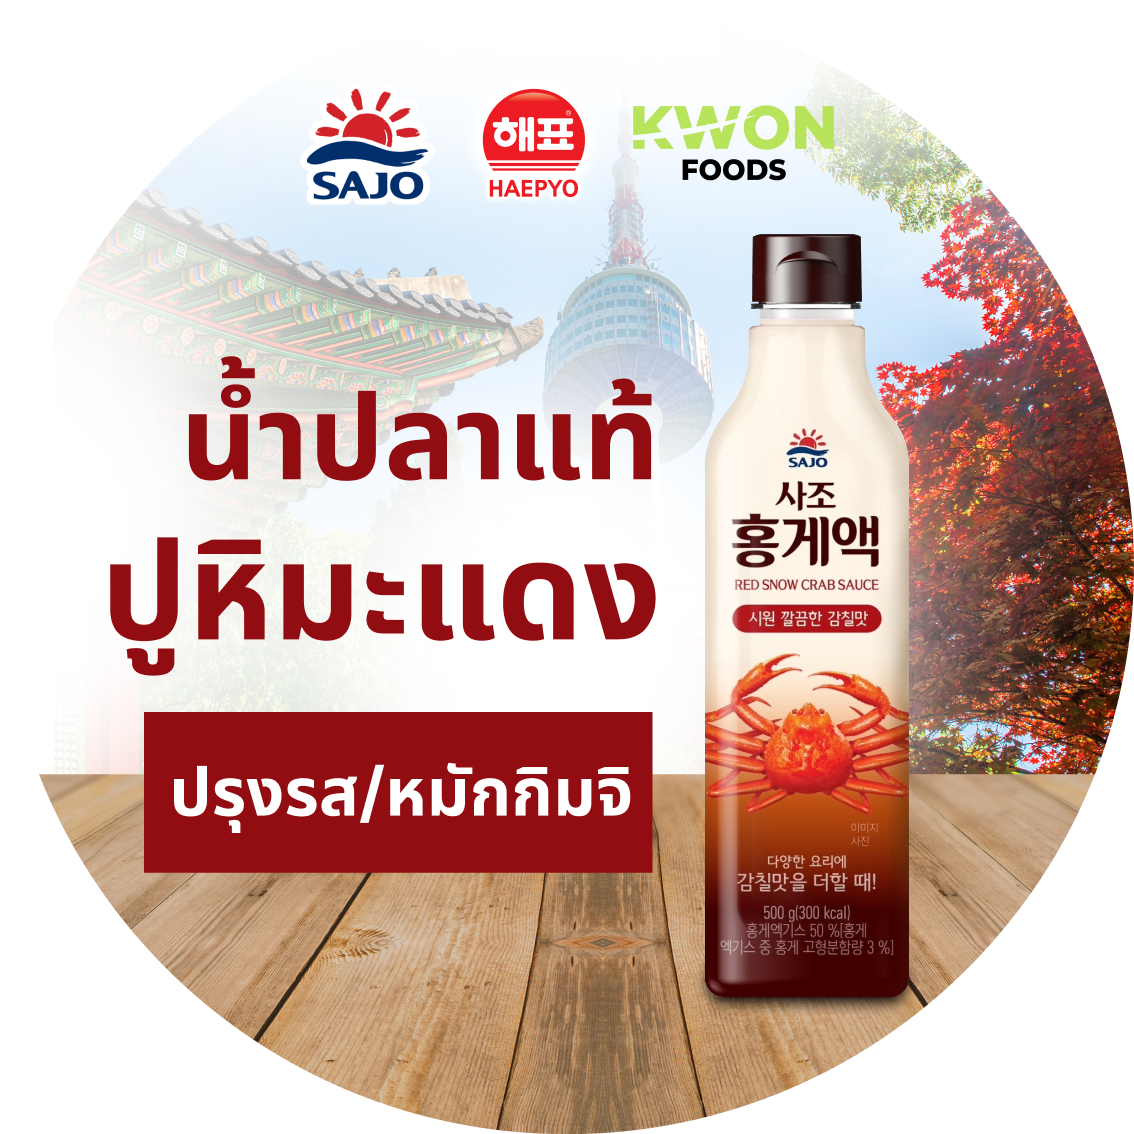 SAJO
해표
HAEPYO
KWON
FOODS
น้ำปลาแท้
ปูหิมะแดง
ปรุงรส/หมักกิมจิ
SAJO
사조
홍게액
RED SNOW CRAB SAUCE
시원 깔끔한 감칠맛
이미지
사진
다양한 요리에
감칠맛을 더할 때!
500 g(300 kcal)
홍게엑기스 50 %[홍게
엑기스 중 홍게 고형분함량 3 %]